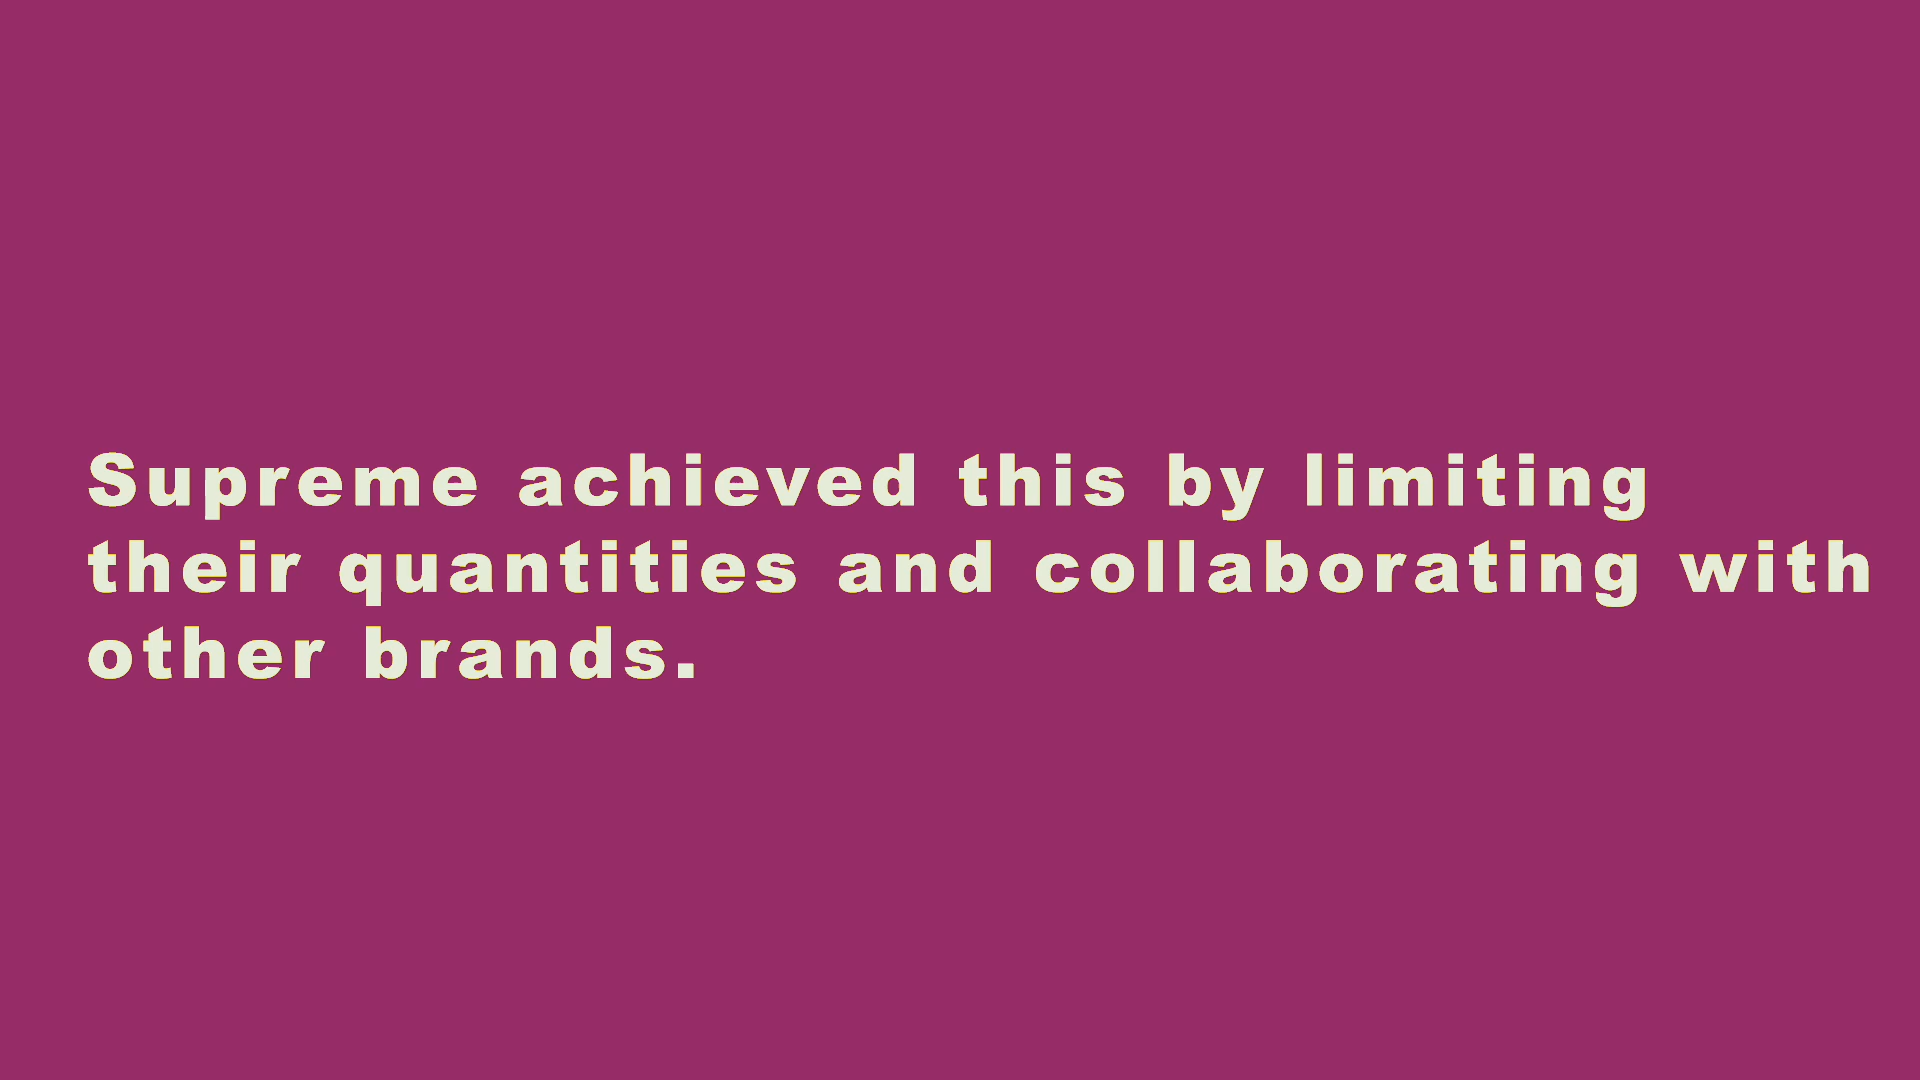 Supreme achieved this by limiting
their quantities and collaborating with
other brands.